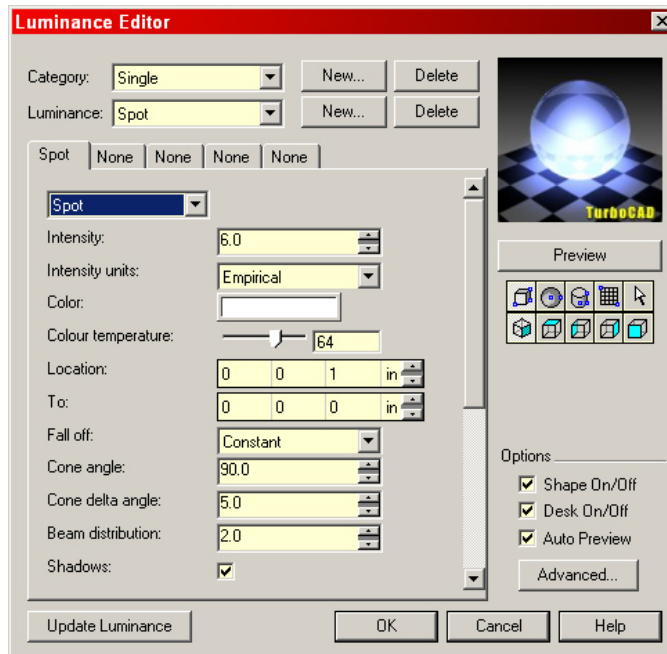 Luminance Editor
Category: Single New... Delete
Luminance: Spot New... Delete
Spot None None None None
Spot
TurboCAD
Preview
Intensity: 6.0
Intensity units: Empirical
Color:
Colour temperature: 64
Location: 0 0 1 in
To: 0 0 0 in
Fall off: Constant
Cone angle: 90.0
Cone delta angle: 5.0
Beam distribution: 2.0
Shadows:
Options
Shape On/Off
Desk On/Off
Auto Preview
Advanced...
Update Luminance OK Cancel Help